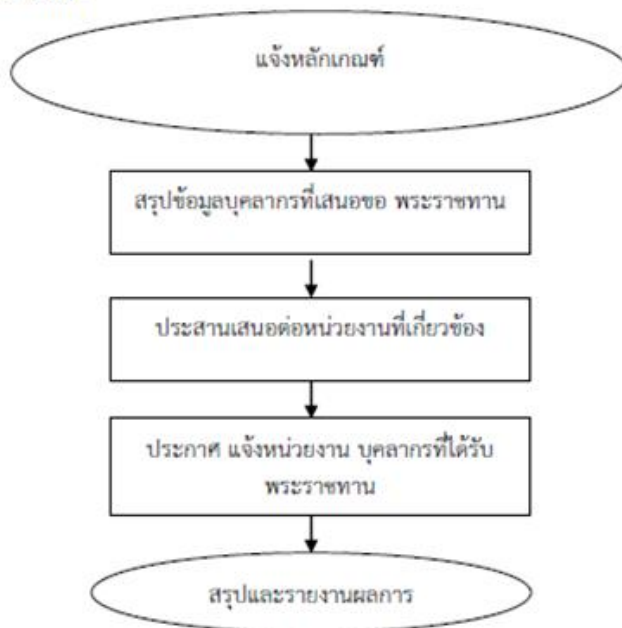 แจ้งหลักเกณฑ์
สรุปข้อมูลบุคลากรที่เสนอขอ พระราชทาน
ประสานเสนอต่อหน่วยงานที่เกี่ยวข้อง
ประกาศ แจ้งหน่วยงาน บุคลากรที่ได้รับ
พระราชทาน
สรุปและรายงานผลการ